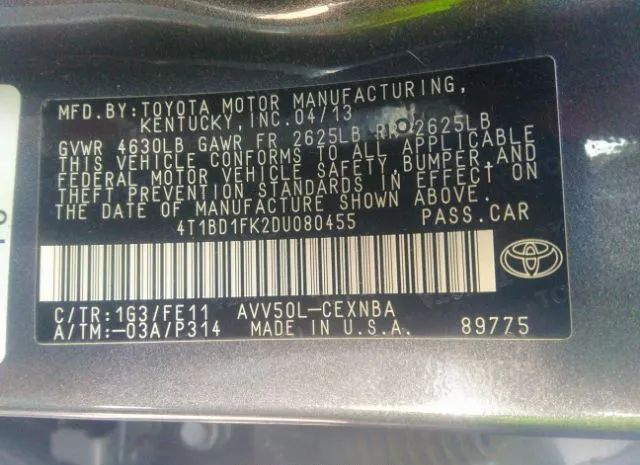 MFD.BY:TOYOTA MOTOR MANUFACTURING,
KENTUCKY, INC.04/13
GVWR 4630LB GAWR FR 2625LB RR 2625LB
THIS VEHICLE CONFORMS TO ALL APPLICABLE
FEDERAL MOTOR VEHICLE SAFETY, BUMPER, AND
THEFT PREVENTION STANDARDS IN EFFECT ON
THE DATE OF MANUFACTURE SHOWN ABOVE.
4T1BD1FK2DU080455 PASS.CAR
C/TR:1G3/FE11 AVV50L-CEXNBA
A/TM:-03A/P314 MADE IN U.S.A. 89775